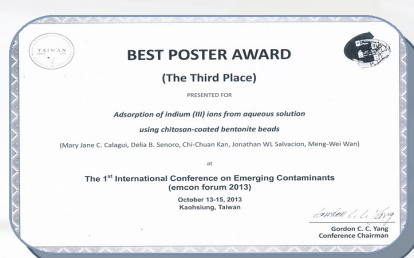 TAIWAN
BEST POSTER AWARD
(The Third Place)
PRESENTED FOR
Adsorption of indium (III) ions from aqueous solution
using chitosan-coated bentonite beads
(Mary Jane C. Calagui, Delia B. Senoro, Chi-Chuan Kan, Jonathan WL Salvacion, Meng-Wei Wan)
at
The 1st International Conference on Emerging Contaminants
(emcon forum 2013)
October 13-15, 2013
Kaohsiung, Taiwan
Gordon C. C. Yang
Gordon C. C. Yang
Conference Chairman